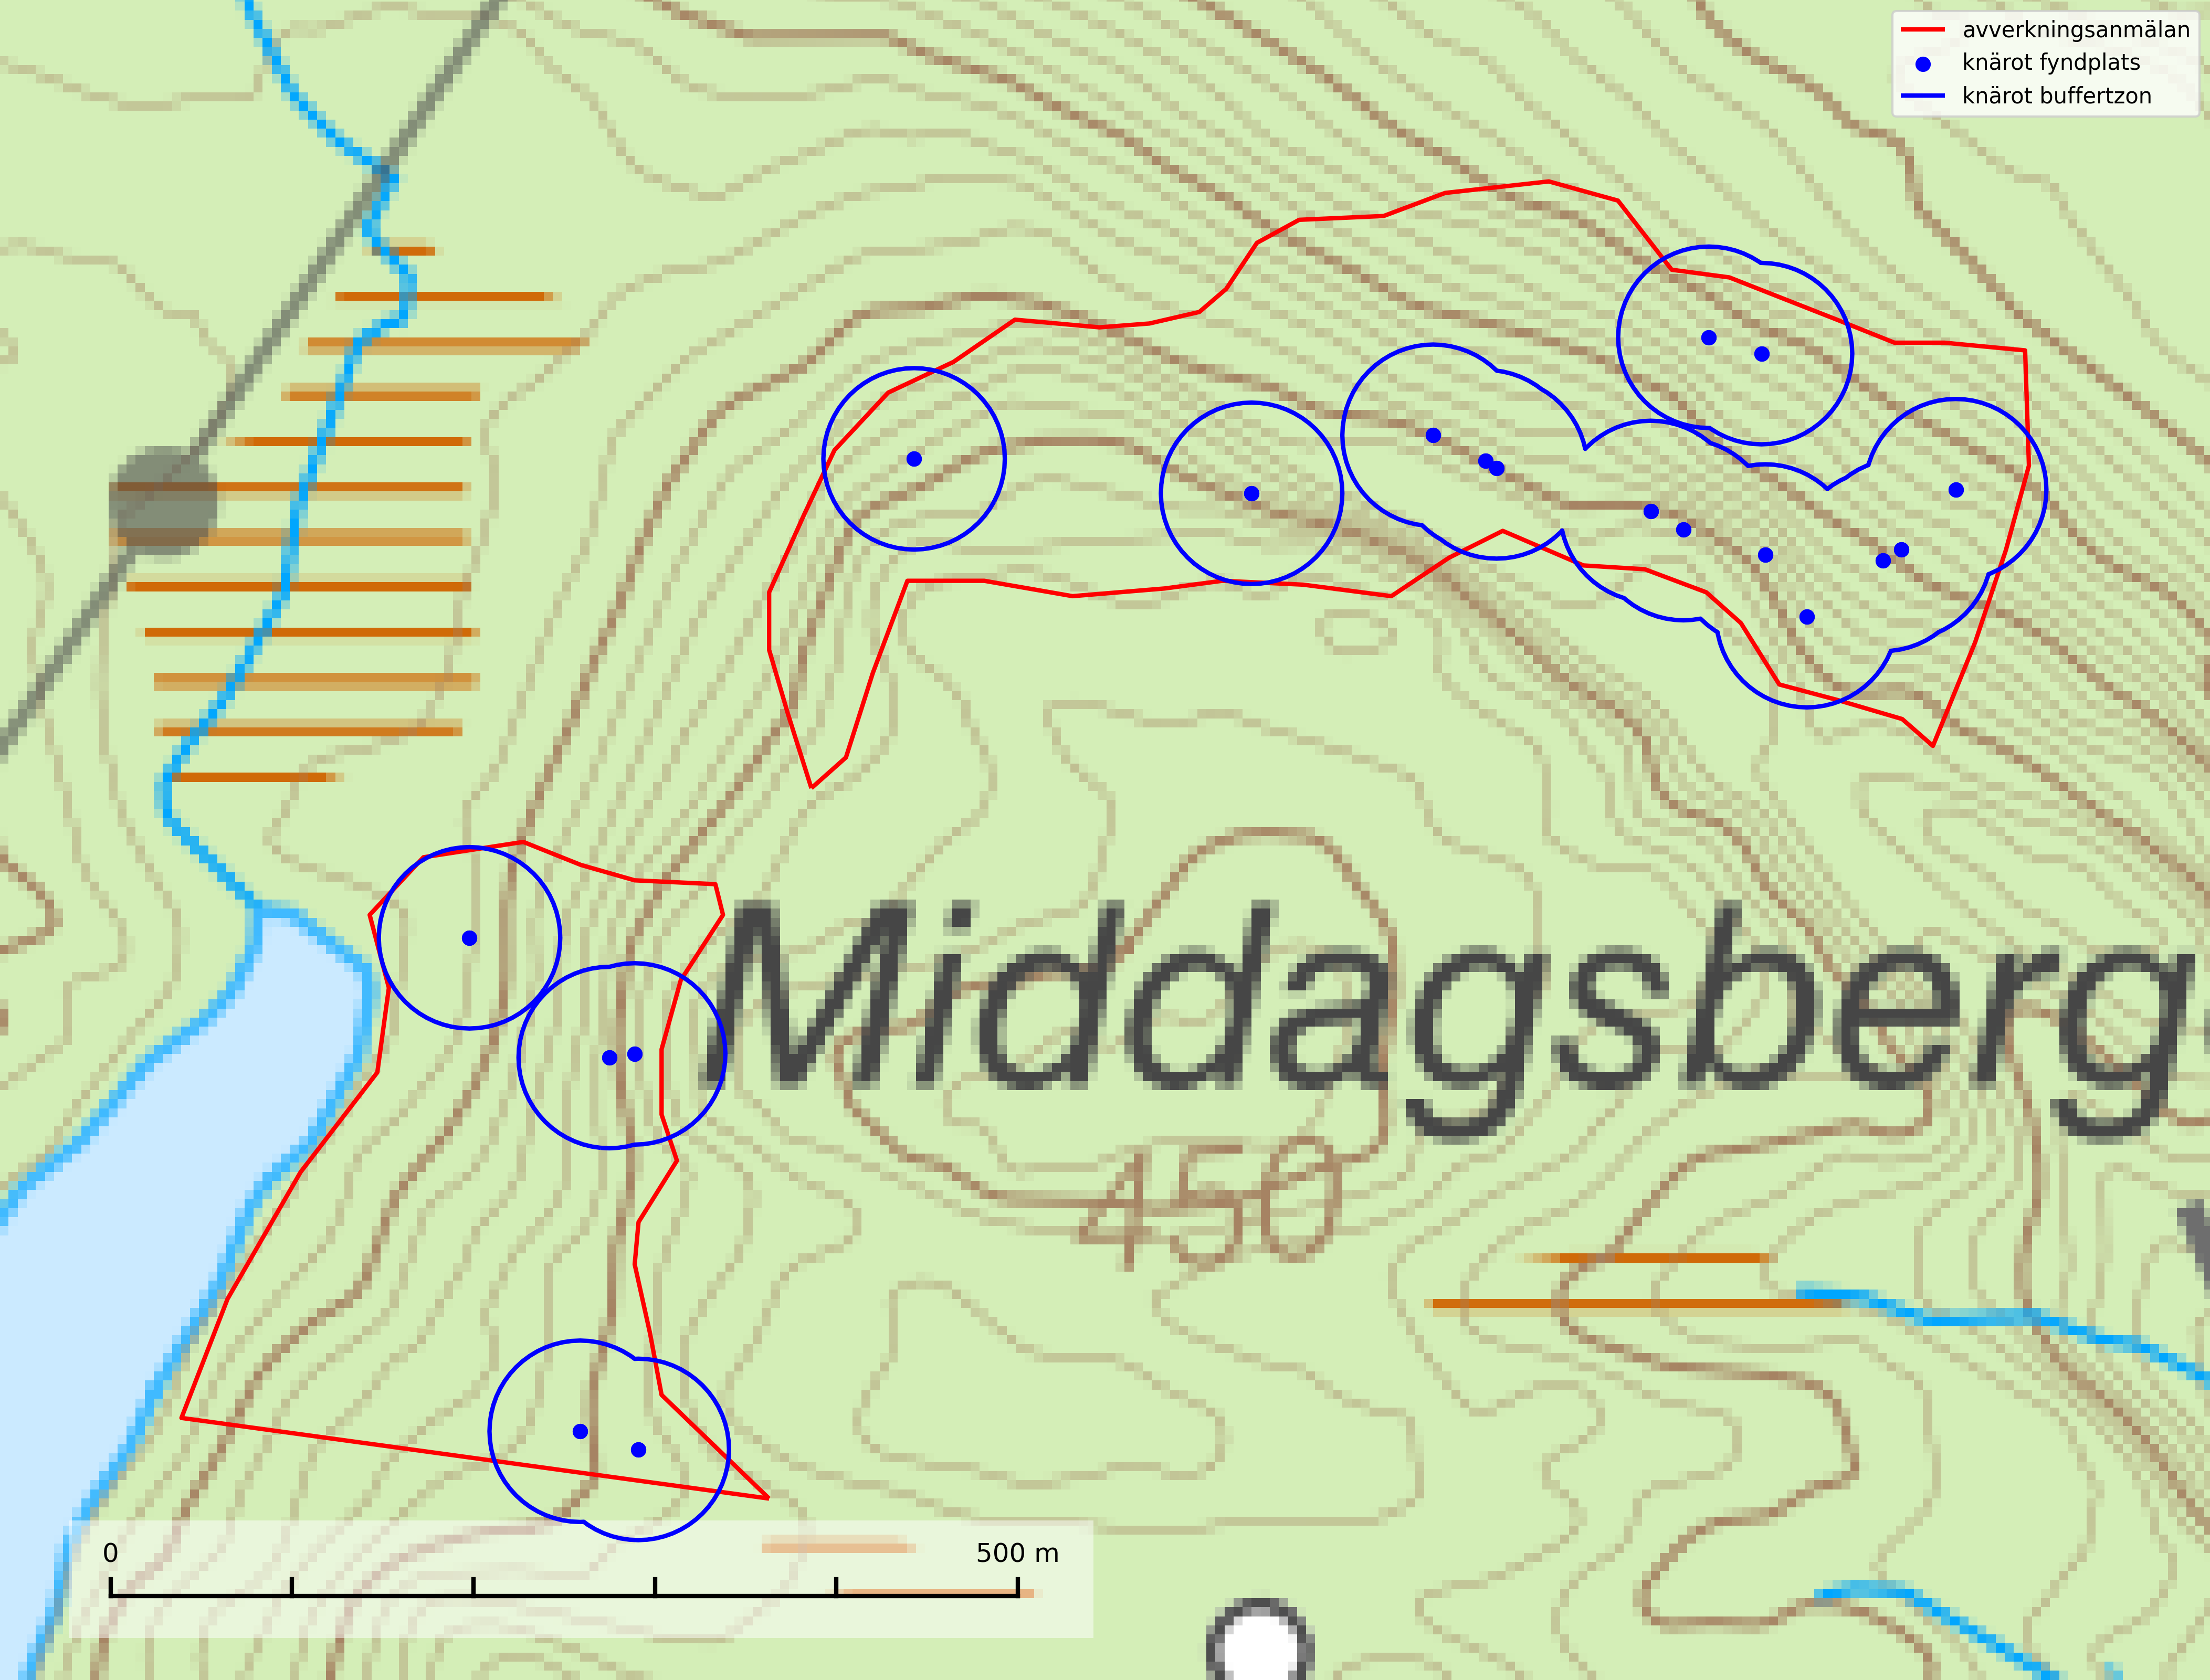 avverkningsanmälan
knärot fyndplats
knärot buffertzon
Middagsberg
450
0 500 m